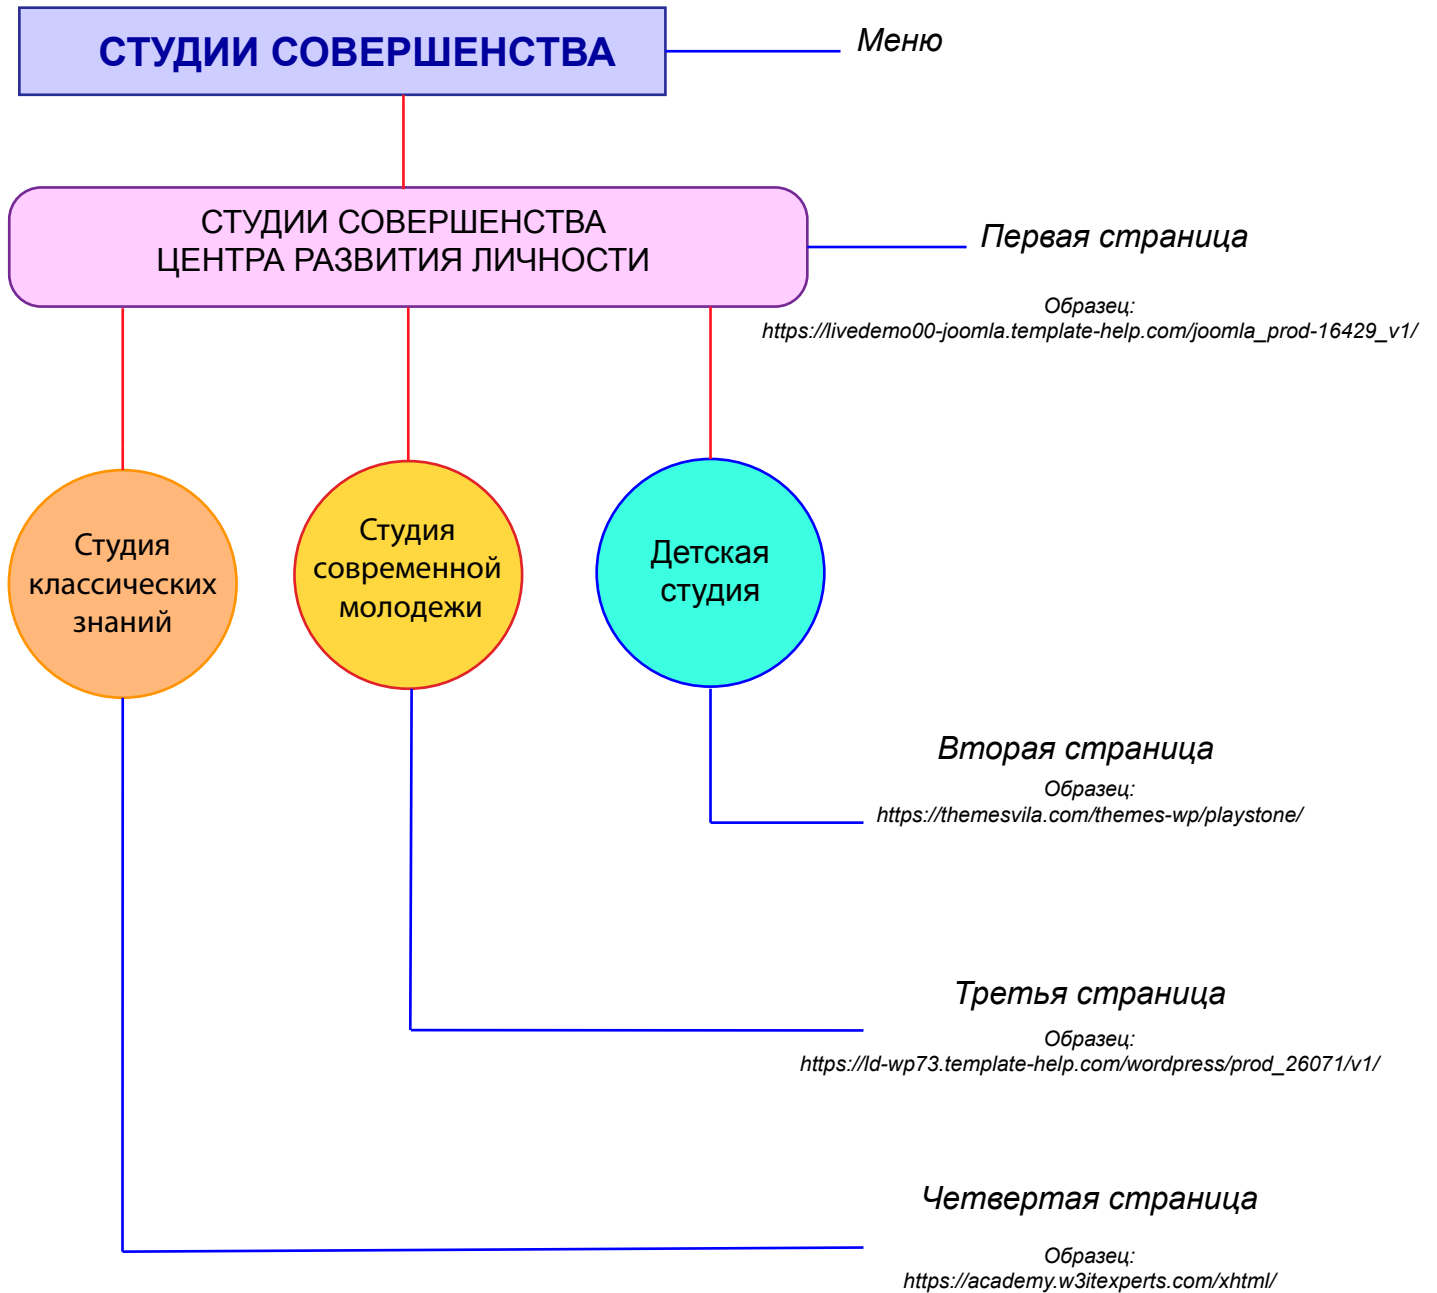 СТУДИИ СОВЕРШЕНСТВА
Меню
СТУДИИ СОВЕРШЕНСТВА
ЦЕНТРА РАЗВИТИЯ ЛИЧНОСТИ
Первая страница
Образец:
https://livedemo00-joomla.template-help.com/joomla_prod-16429_v1/
Студия
классических
знаний
Студия
современной
молодежи
Детская
студия
Вторая страница
Образец:
https://themesvila.com/themes-wp/playstone/
Третья страница
Образец:
https://ld-wp73.template-help.com/wordpress/prod_26071/v1/
Четвертая страница
Образец:
https://academy.w3itexperts.com/xhtml/